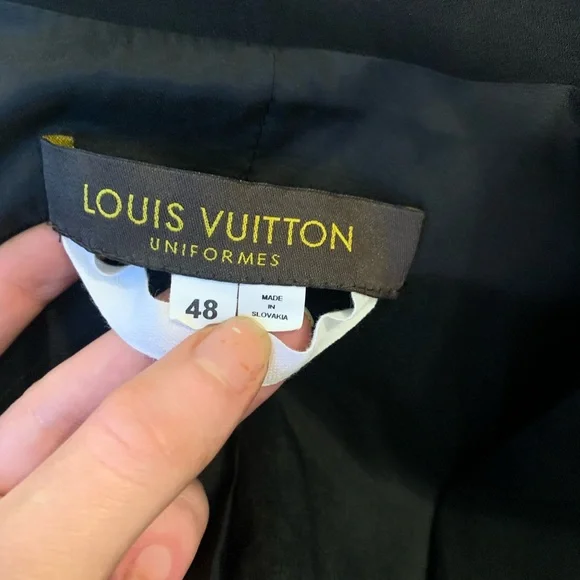 LOUIS VUITTON
UNIFORMES
48
MADE
IN
SLOVAKIA